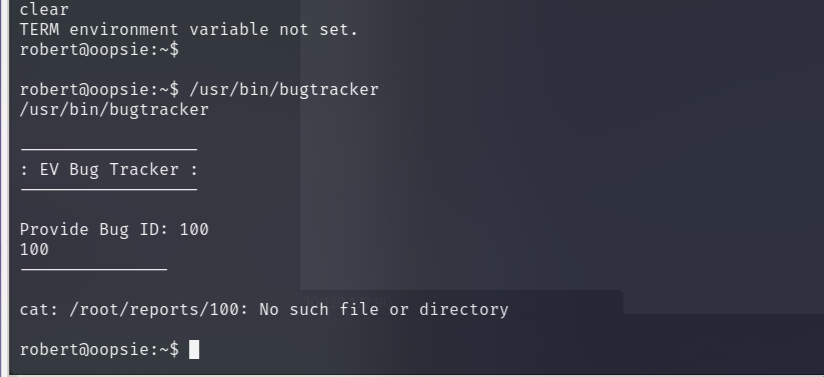 clear
TERM environment variable not set.
robert@oopsie:~$
robert@oopsie:~$ /usr/bin/bugtracker
/usr/bin/bugtracker
: EV Bug Tracker :
Provide Bug ID: 100
100
cat: /root/reports/100: No such file or directory
robert@oopsie:~$